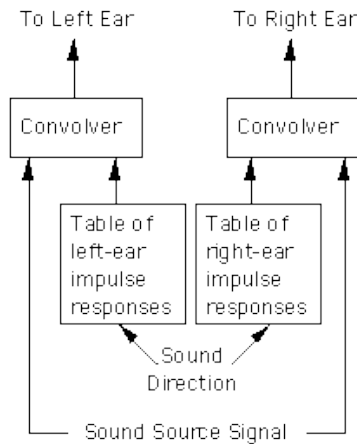 To Left Ear
To Right Ear
Convolver
Convolver
Table of
left-ear
impulse
responses
Table of
right-ear
impulse
responses
Sound
Direction
Sound Source Signal